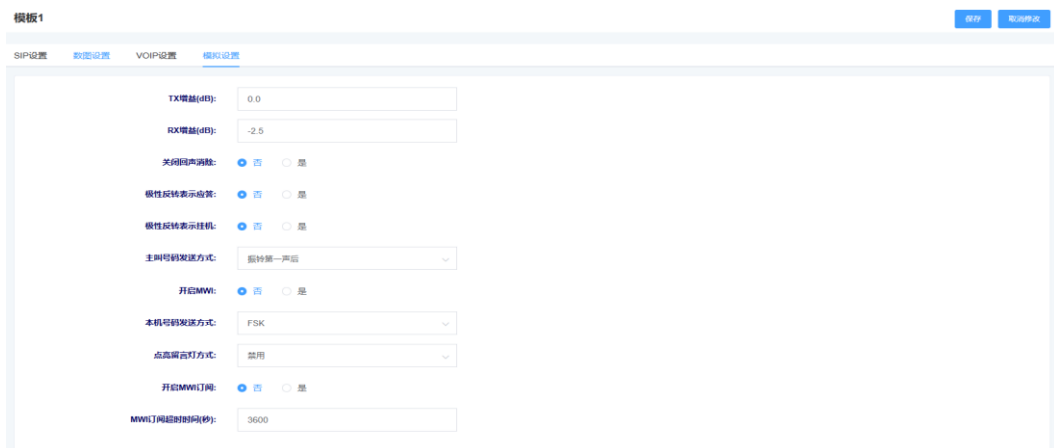 模板1
保存 取消修改
SIP设置 数图设置 VOIP设置 模拟设置
TX增益(dB): 0.0
RX增益(dB): -2.5
关闭回声消除: 否 是
极性反转表示应答: 否 是
极性反转表示挂机: 否 是
主叫号码发送方式: 振铃第一声后
开启MWI: 否 是
本机号码发送方式: FSK
点高留言灯方式: 禁用
开启MWI订阅: 否 是
MWI订阅超时时间(秒): 3600